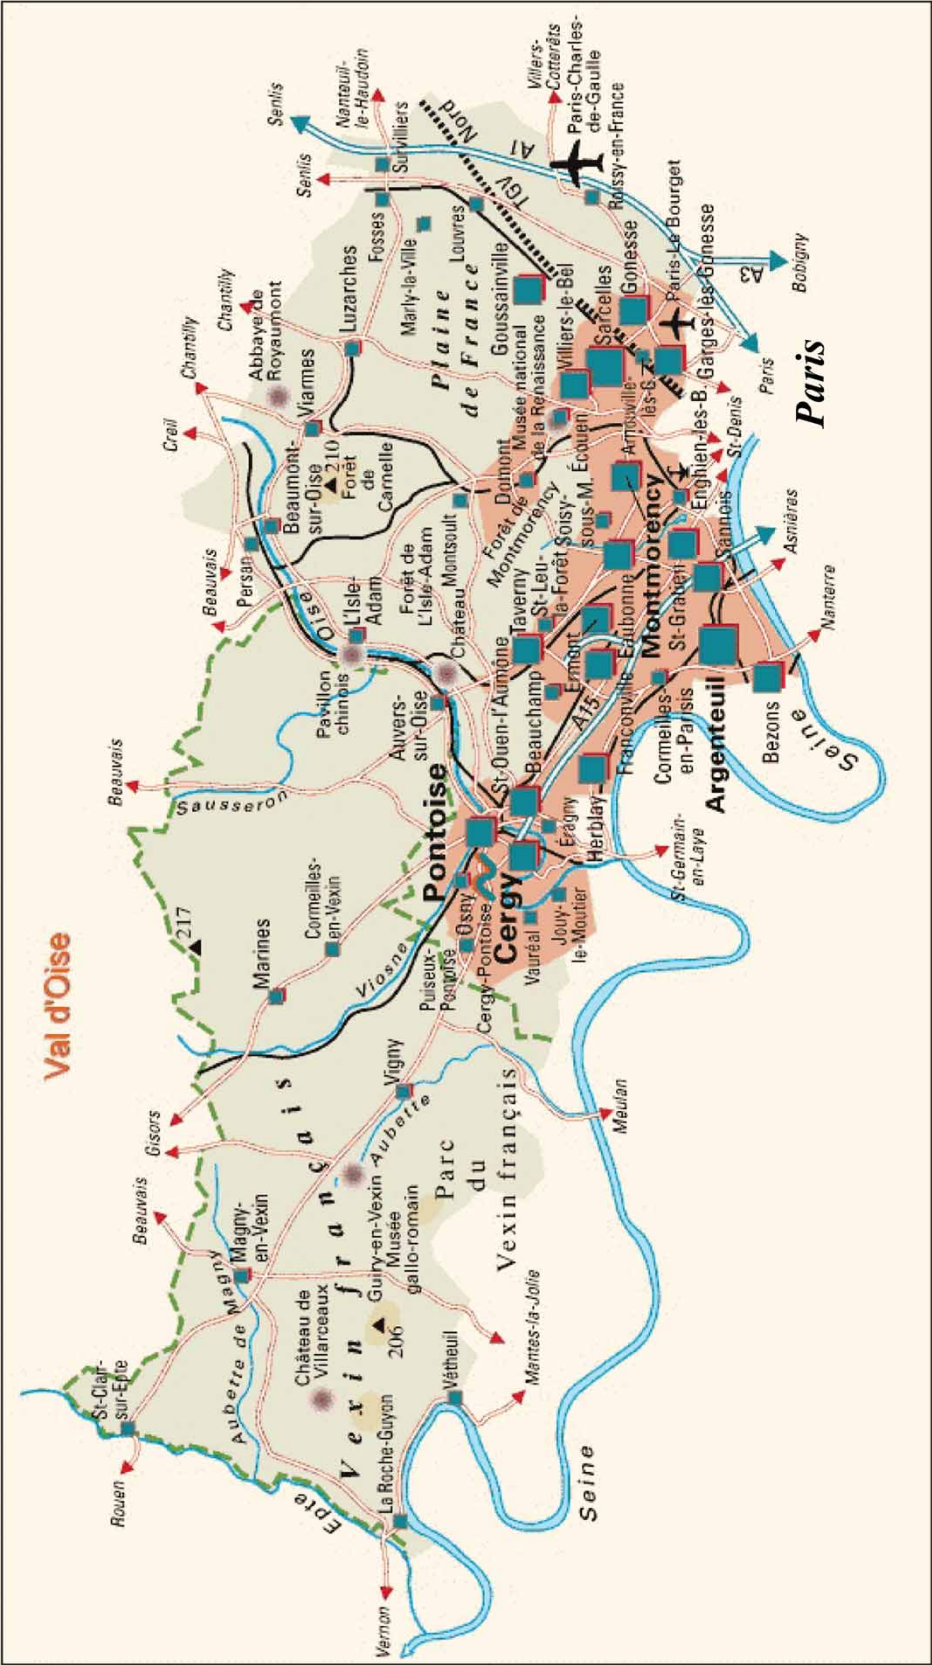 Val d'Oise
Senlis
Nanteuil-
le-Haudoin
Villers-
Cotterêts
Paris-Charles-
de-Gaulle
Survilliers
Nord
A1
Senlis
TGV
Roissy-en-France
Fosses
Marly-la-Ville
Louvres
Chantilly
Abbaye de
Royaumont
Luzarches
Plaine
de France
Goussainville
Gonesse
Paris-Le Bourget
A3
Bobigny
Chantilly
Creil
Viarmes
Musée national
de la Renaissance
Villiers-le-Bel
Sarcelles
Garges-lès-Gonesse
Paris
Paris
Beaumont-
sur-Oise
210
Forêt
de
Carnelle
Domont
Écouen
Arnouville-
lès-G.
St-Denis
Beauvais
Persan
Montsoult
Forêt de
Montmorency
Soisy-
sous-M.
Enghien-les-B.
Montmorency
Sannois
Asnières
Oise
L'Isle-
Adam
Forêt de
L'Isle-Adam
Château
Taverny
St-Leu-
la-Forêt
Eaubonne
St-Gratien
Nanterre
Pavillon
chinois
Auvers-
sur-Oise
St-Ouen-l'Aumône
Beauchamp
Ermont
A15
Franconville
Cormeilles-
en-Parisis
Argenteuil
Bezons
Seine
Beauvais
Sausseron
Pontoise
Éragny
Herblay
St-Germain-
en-Laye
217
Cormeilles-
en-Vexin
Marines
Viosne
Osny
Cergy
Puiseux-
Pontoise
Cergy-Pontoise
Vauréal
Jouy-
le-Moutier
Gisors
Vigny
Aubette
Meulan
Beauvais
Magny-
en-Vexin
Vexin français
Guiry-en-Vexin
Musée
gallo-romain
Parc
du
Vexin français
St-Clair-
sur-Epte
Aubette de Magny
Château de
Villarceaux
206
Mantes-la-Jolie
Vétheuil
Rouen
Epte
La Roche-Guyon
Seine
Vernon